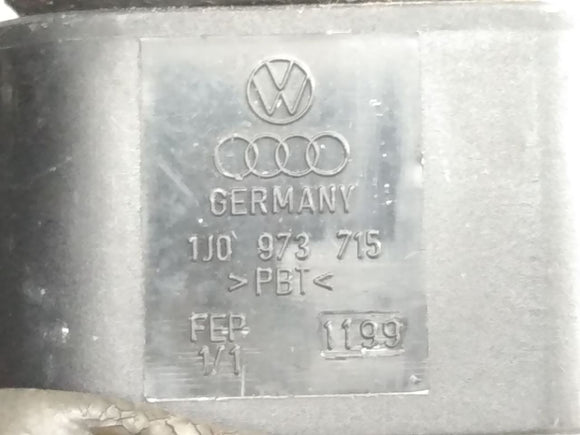 GERMANY
1J0 973 715
>PBT<
FEP 1199
1/1